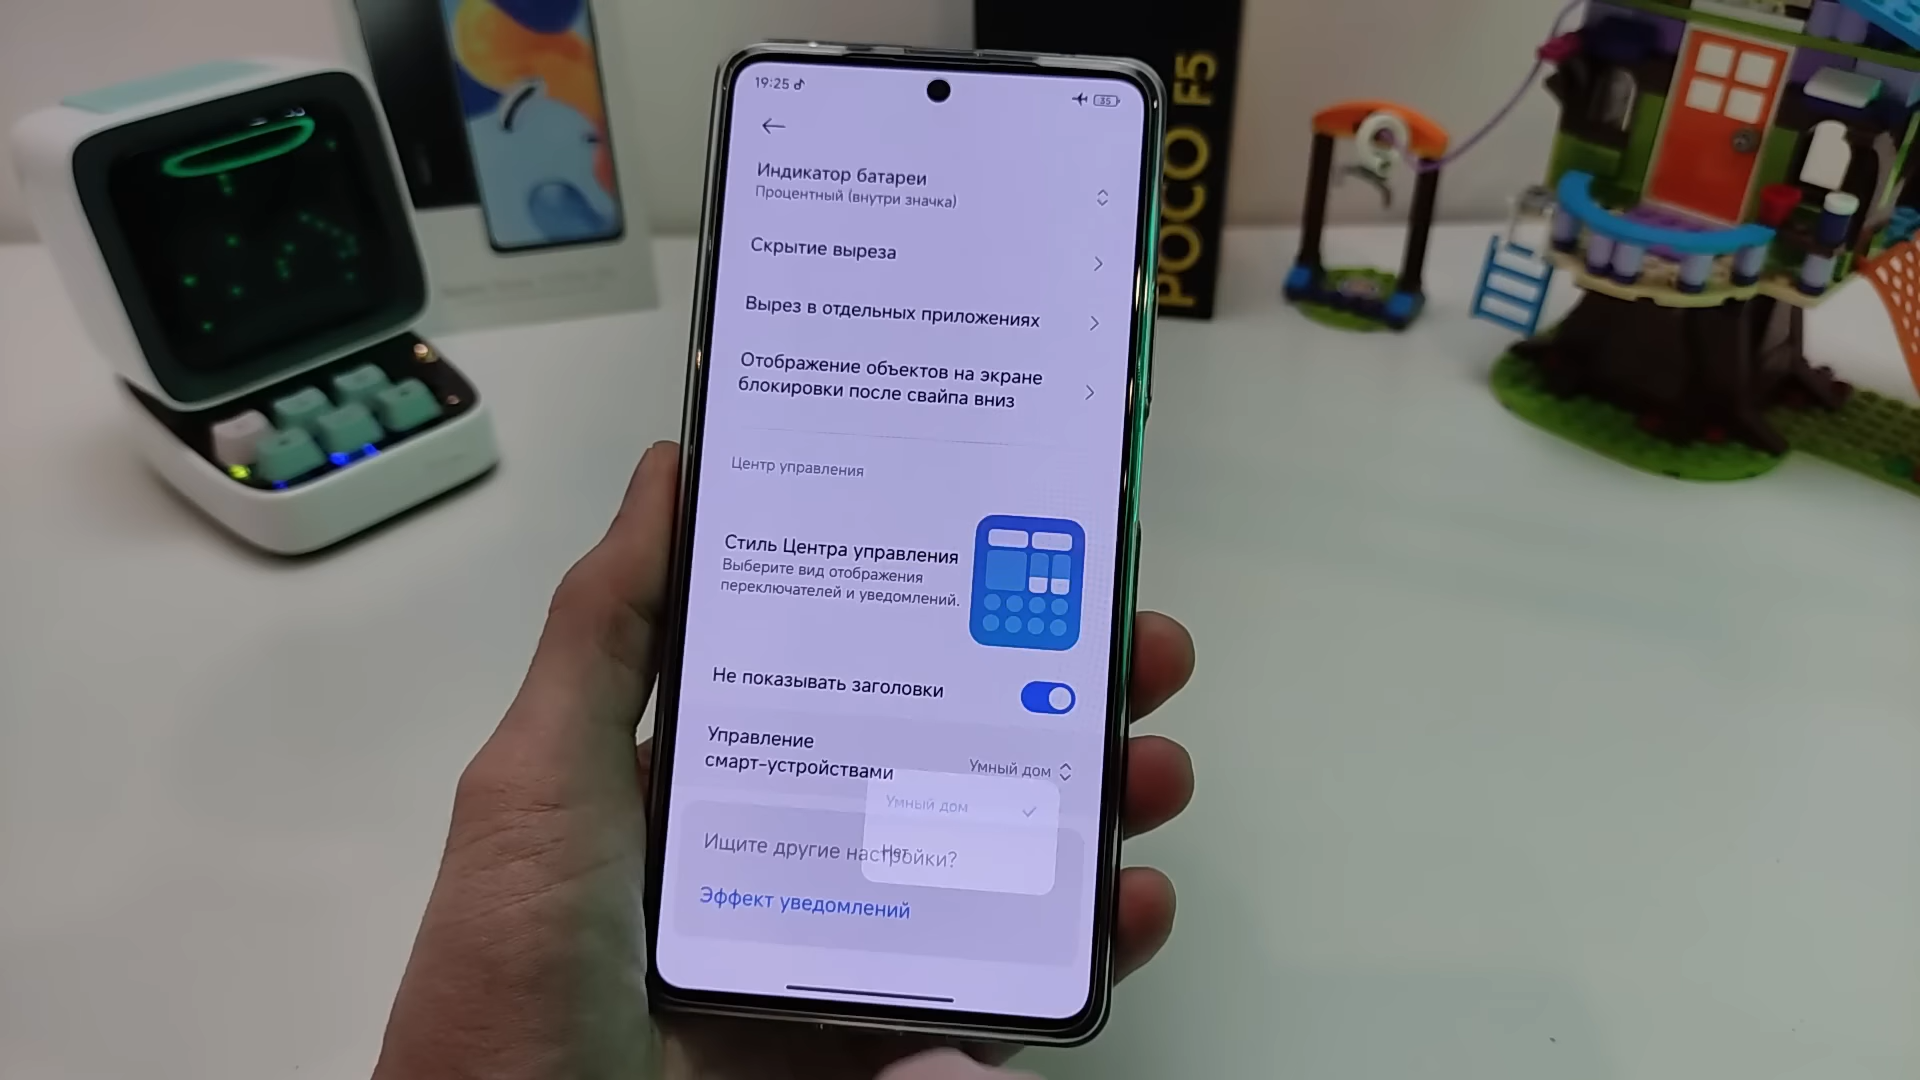 19:25
35
Индикатор батареи
Процентный (внутри значка)
Скрытие выреза
Вырез в отдельных приложениях
Отображение объектов на экране
блокировки после свайпа вниз
Центр управления
Стиль Центра управления
Выберите вид отображения
переключателей и уведомлений.
Не показывать заголовки
Управление
смарт-устройствами
Умный дом
Умный дом
Нет
Ищите другие настройки?
Эффект уведомлений
POCO F5